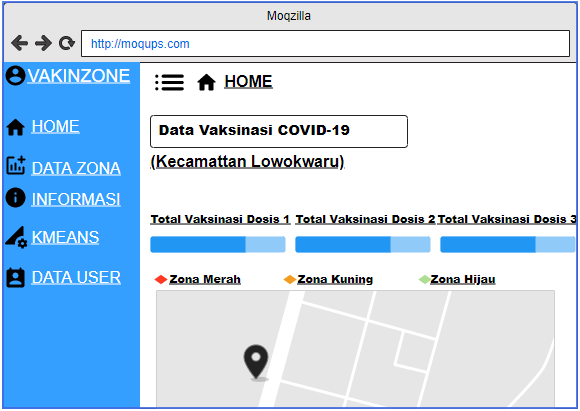 Moqzilla
http://moqups.com
VAKINZONE
HOME
DATA ZONA
INFORMASI
KMEANS
DATA USER
HOME
Data Vaksinasi COVID-19
(Kecamattan Lowokwaru)
Total Vaksinasi Dosis 1 Total Vaksinasi Dosis 2 Total Vaksinasi Dosis 3
Zona Merah Zona Kuning Zona Hijau